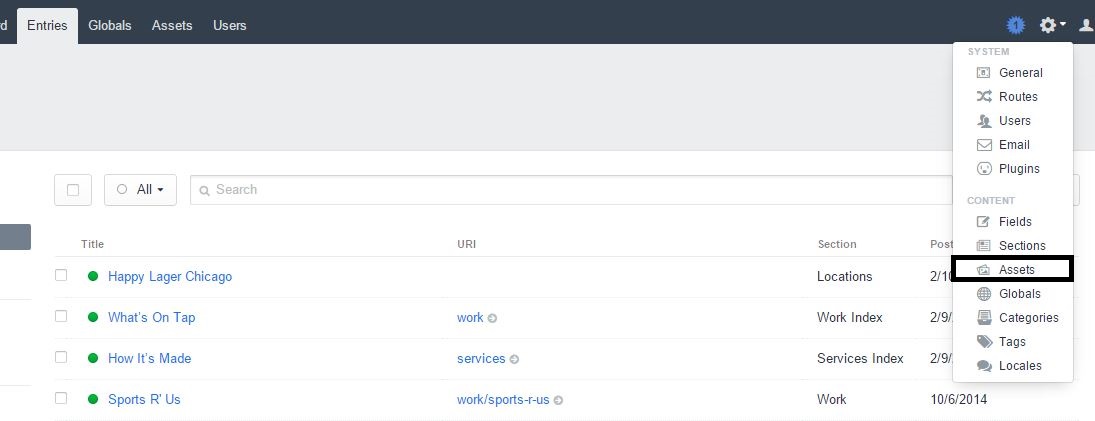 d Entries Globals Assets Users 1
SYSTEM
General
Routes
Users
Email
Plugins
All Search
CONTENT
Fields
Title URI Section Post
Sections
Happy Lager Chicago Locations 2/10
Assets
Globals
What's On Tap work Work Index 2/9/
Categories
Tags
How It's Made services Services Index 2/9/
Locales
Sports R' Us work/sports-r-us Work 10/6/2014